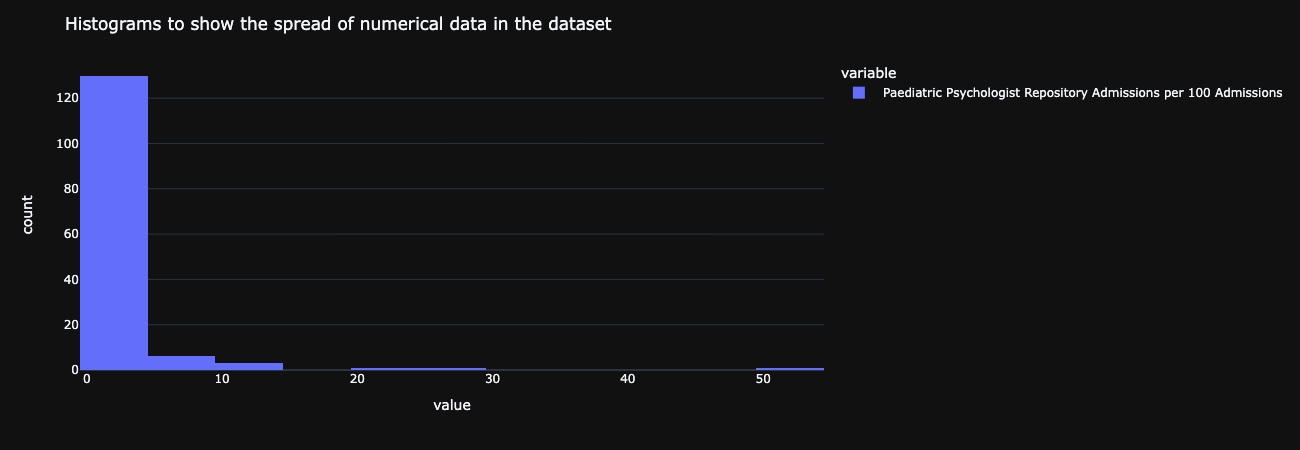 Histograms to show the spread of numerical data in the dataset
variable
Paediatric Psychologist Repository Admissions per 100 Admissions
120
100
80
60
40
20
0
count
0 10 20 30 40 50
value